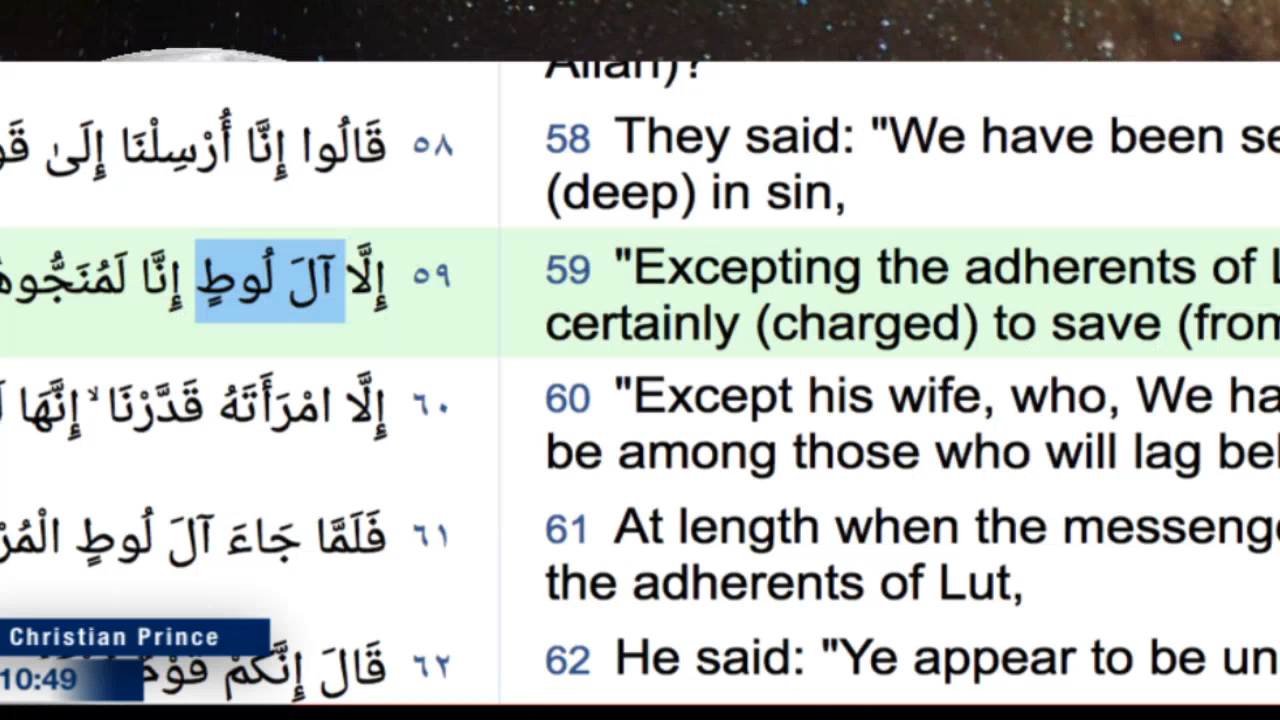 Allah)?
قَالُوا إِنَّا أُرْسِلْنَا إِلَىٰ ٥٨
58 They said: "We have been
(deep) in sin,
إِلَّا آلَ لُوطٍ إِنَّا ٥٩
59 "Excepting the adherents of
certainly (charged) to save
إِلَّا امْرَأَتَهُ قَدَّرْنَا ۙ إِنَّهَا ٦٠
60 "Except his wife, who, We
be among those who will lag
فَلَمَّا جَاءَ آلَ لُوطٍ ٦١
61 At length when the
the adherents of Lut,
قَالَ إِنَّكُمْ قَوْمٌ ٦٢
62 He said: "Ye appear to be
Christian Prince
10:49